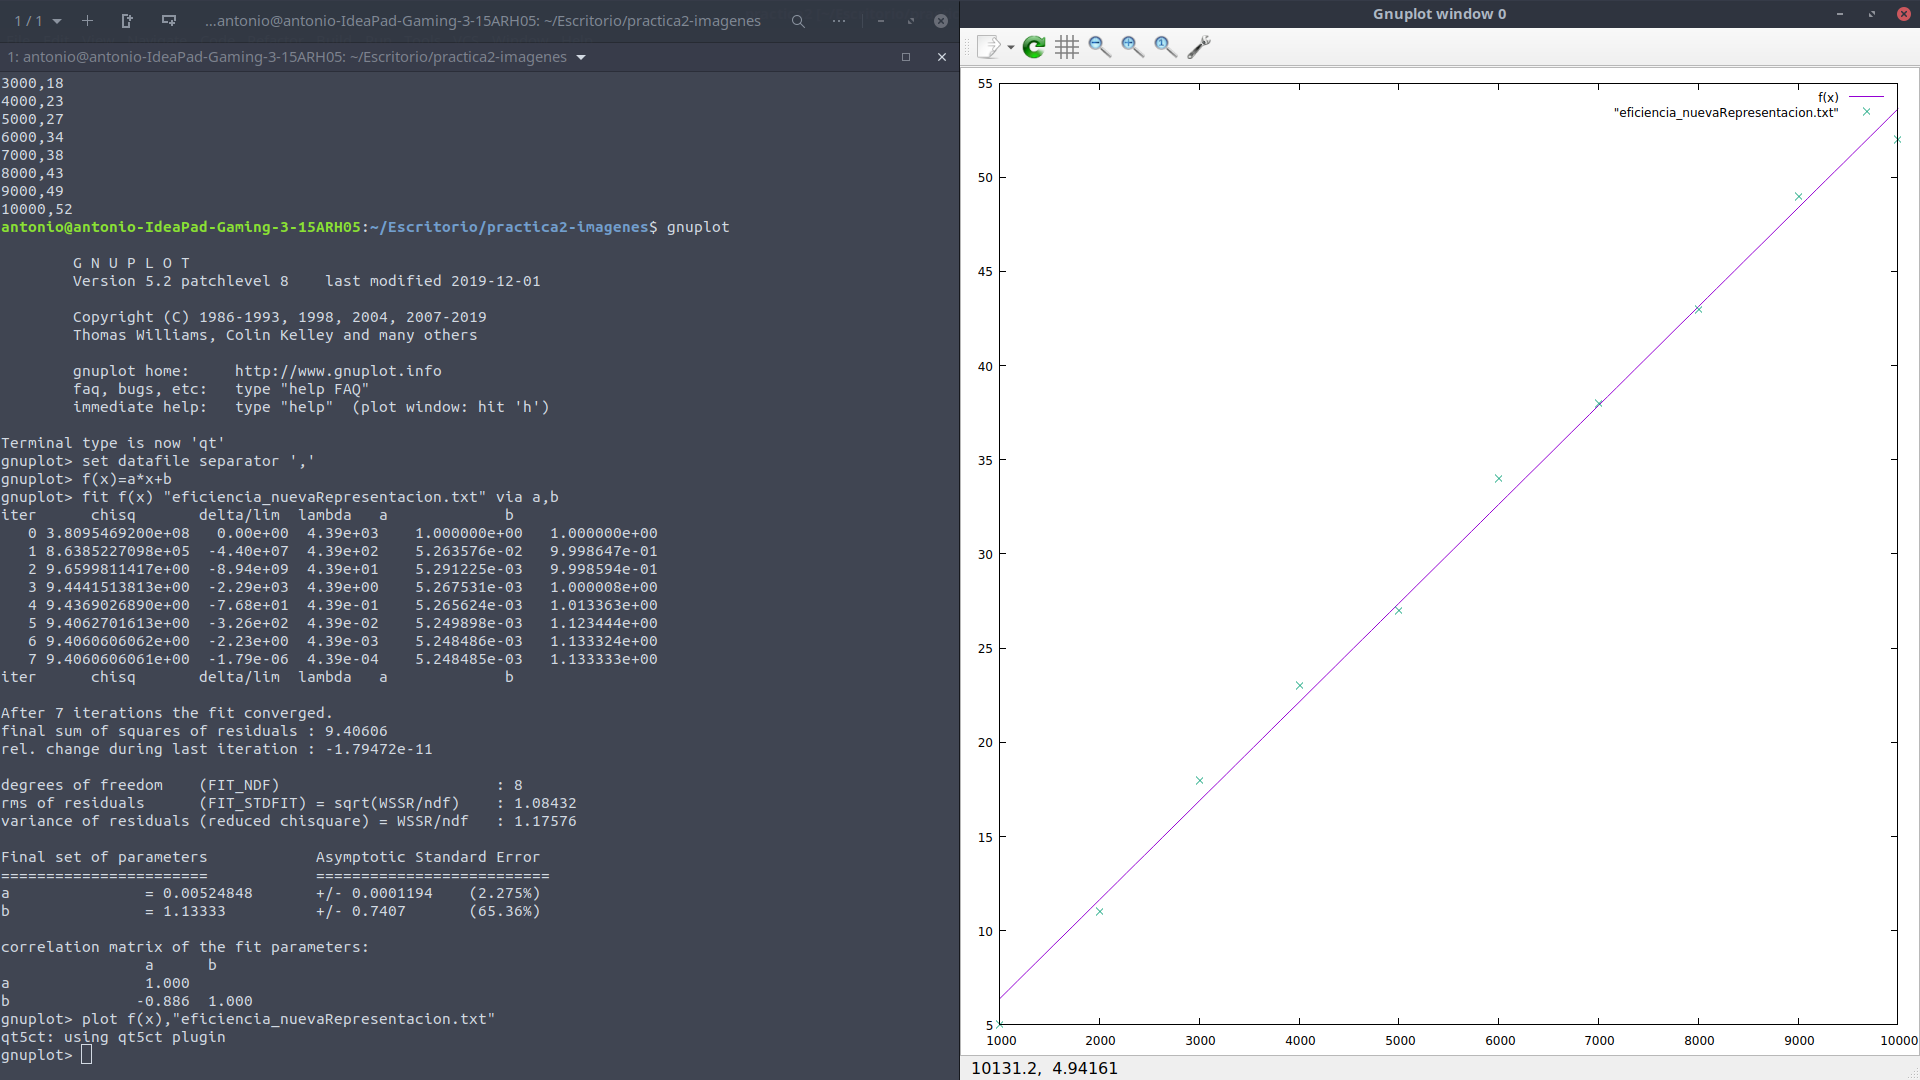 1 / 1
...antonio@antonio-IdeaPad-Gaming-3-15ARH05: ~/Escritorio/practica2-imagenes
1: antonio@antonio-IdeaPad-Gaming-3-15ARH05: ~/Escritorio/practica2-imagenes
3000,18
4000,23
5000,27
6000,34
7000,38
8000,43
9000,49
10000,52
antonio@antonio-IdeaPad-Gaming-3-15ARH05:~/Escritorio/practica2-imagenes$ gnuplot
G N U P L O T
Version 5.2 patchlevel 8    last modified 2019-12-01
Copyright (C) 1986-1993, 1998, 2004, 2007-2019
Thomas Williams, Colin Kelley and many others
gnuplot home:     http://www.gnuplot.info
faq, bugs, etc:   type "help FAQ"
immediate help:   type "help"  (plot window: hit 'h')
Terminal type is now 'qt'
gnuplot> set datafile separator ','
gnuplot> f(x)=a*x+b
gnuplot> fit f(x) "eficiencia_nuevaRepresentacion.txt" via a,b
iter      chisq       delta/lim  lambda   a             b
0 3.8095469200e+08   0.00e+00  4.39e+03    1.000000e+00   1.000000e+00
1 8.6385227098e+05  -4.40e+07  4.39e+02    5.263576e-02   9.998647e-01
2 9.6599811417e+00  -8.94e+09  4.39e+01    5.291225e-03   9.998594e-01
3 9.4441513813e+00  -2.29e+03  4.39e+00    5.267531e-03   1.000008e+00
4 9.4369026890e+00  -7.68e+01  4.39e-01    5.265624e-03   1.013363e+00
5 9.4062701613e+00  -3.26e+02  4.39e-02    5.249898e-03   1.123444e+00
6 9.4060606062e+00  -2.23e+00  4.39e-03    5.248486e-03   1.133324e+00
7 9.4060606061e+00  -1.79e-06  4.39e-04    5.248485e-03   1.133333e+00
iter      chisq       delta/lim  lambda   a             b
After 7 iterations the fit converged.
final sum of squares of residuals : 9.40606
rel. change during last iteration : -1.79472e-11
degrees of freedom    (FIT_NDF)                        : 8
rms of residuals      (FIT_STDFIT) = sqrt(WSSR/ndf)    : 1.08432
variance of residuals (reduced chisquare) = WSSR/ndf   : 1.17576
Final set of parameters            Asymptotic Standard Error
=======================            ==========================
a               = 0.00524848       +/- 0.0001194    (2.275%)
b               = 1.13333          +/- 0.7407       (65.36%)
correlation matrix of the fit parameters:
a      b
a               1.000
b              -0.886  1.000
gnuplot> plot f(x),"eficiencia_nuevaRepresentacion.txt"
qt5ct: using qt5ct plugin
gnuplot>
Gnuplot window 0
f(x)
"eficiencia_nuevaRepresentacion.txt"
55
50
45
40
35
30
25
20
15
10
5
1000 2000 3000 4000 5000 6000 7000 8000 9000 10000
10131.2,  4.94161